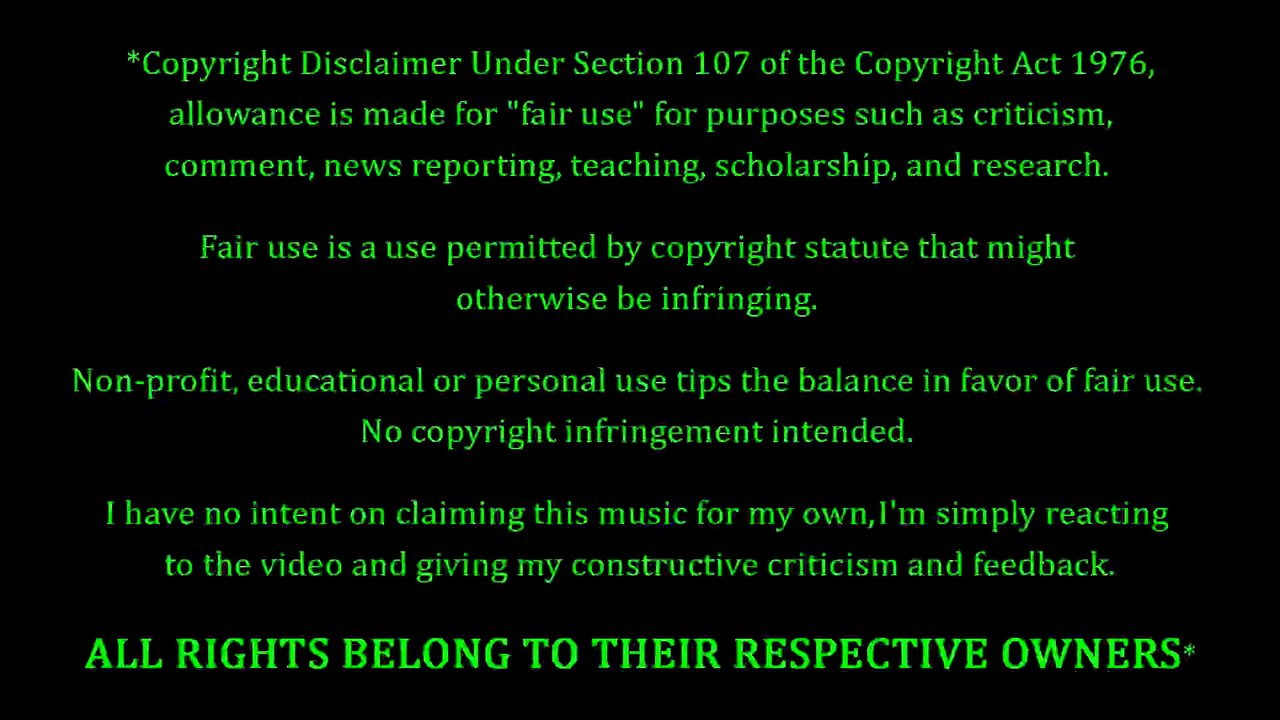 *Copyright Disclaimer Under Section 107 of the Copyright Act 1976,
allowance is made for "fair use" for purposes such as criticism,
comment, news reporting, teaching, scholarship, and research.
Fair use is a use permitted by copyright statute that might
otherwise be infringing.
Non-profit, educational or personal use tips the balance in favor of fair use.
No copyright infringement intended.
I have no intent on claiming this music for my own,I'm simply reacting
to the video and giving my constructive criticism and feedback.
ALL RIGHTS BELONG TO THEIR RESPECTIVE OWNERS*